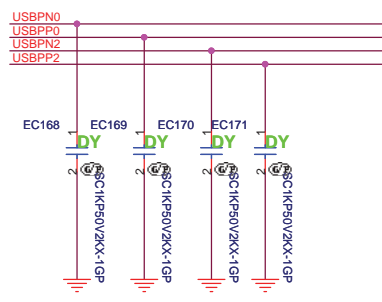 USBPN0
USBPP0
USBPN2
USBPP2
EC168 EC169 EC170 EC171
1 DY 1 DY 1 DY 1 DY
2 2 2 2
SC1KP50V2KX-1GP SC1KP50V2KX-1GP SC1KP50V2KX-1GP SC1KP50V2KX-1GP